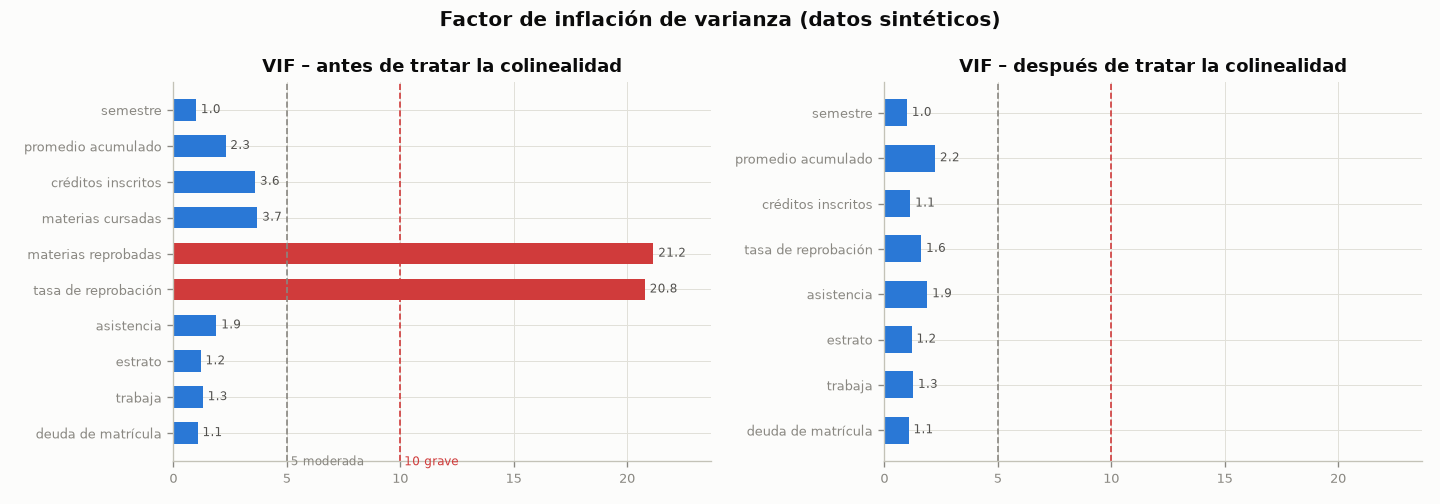 Factor de inflación de varianza (datos sintéticos)
VIF – antes de tratar la colinealidad
semestre 1.0
promedio acumulado 2.3
créditos inscritos 3.6
materias cursadas 3.7
materias reprobadas 21.2
tasa de reprobación 20.8
asistencia 1.9
estrato 1.2
trabaja 1.3
deuda de matrícula 1.1
5 moderada 10 grave
0 5 10 15 20
VIF – después de tratar la colinealidad
semestre 1.0
promedio acumulado 2.2
créditos inscritos 1.1
tasa de reprobación 1.6
asistencia 1.9
estrato 1.2
trabaja 1.3
deuda de matrícula 1.1
0 5 10 15 20